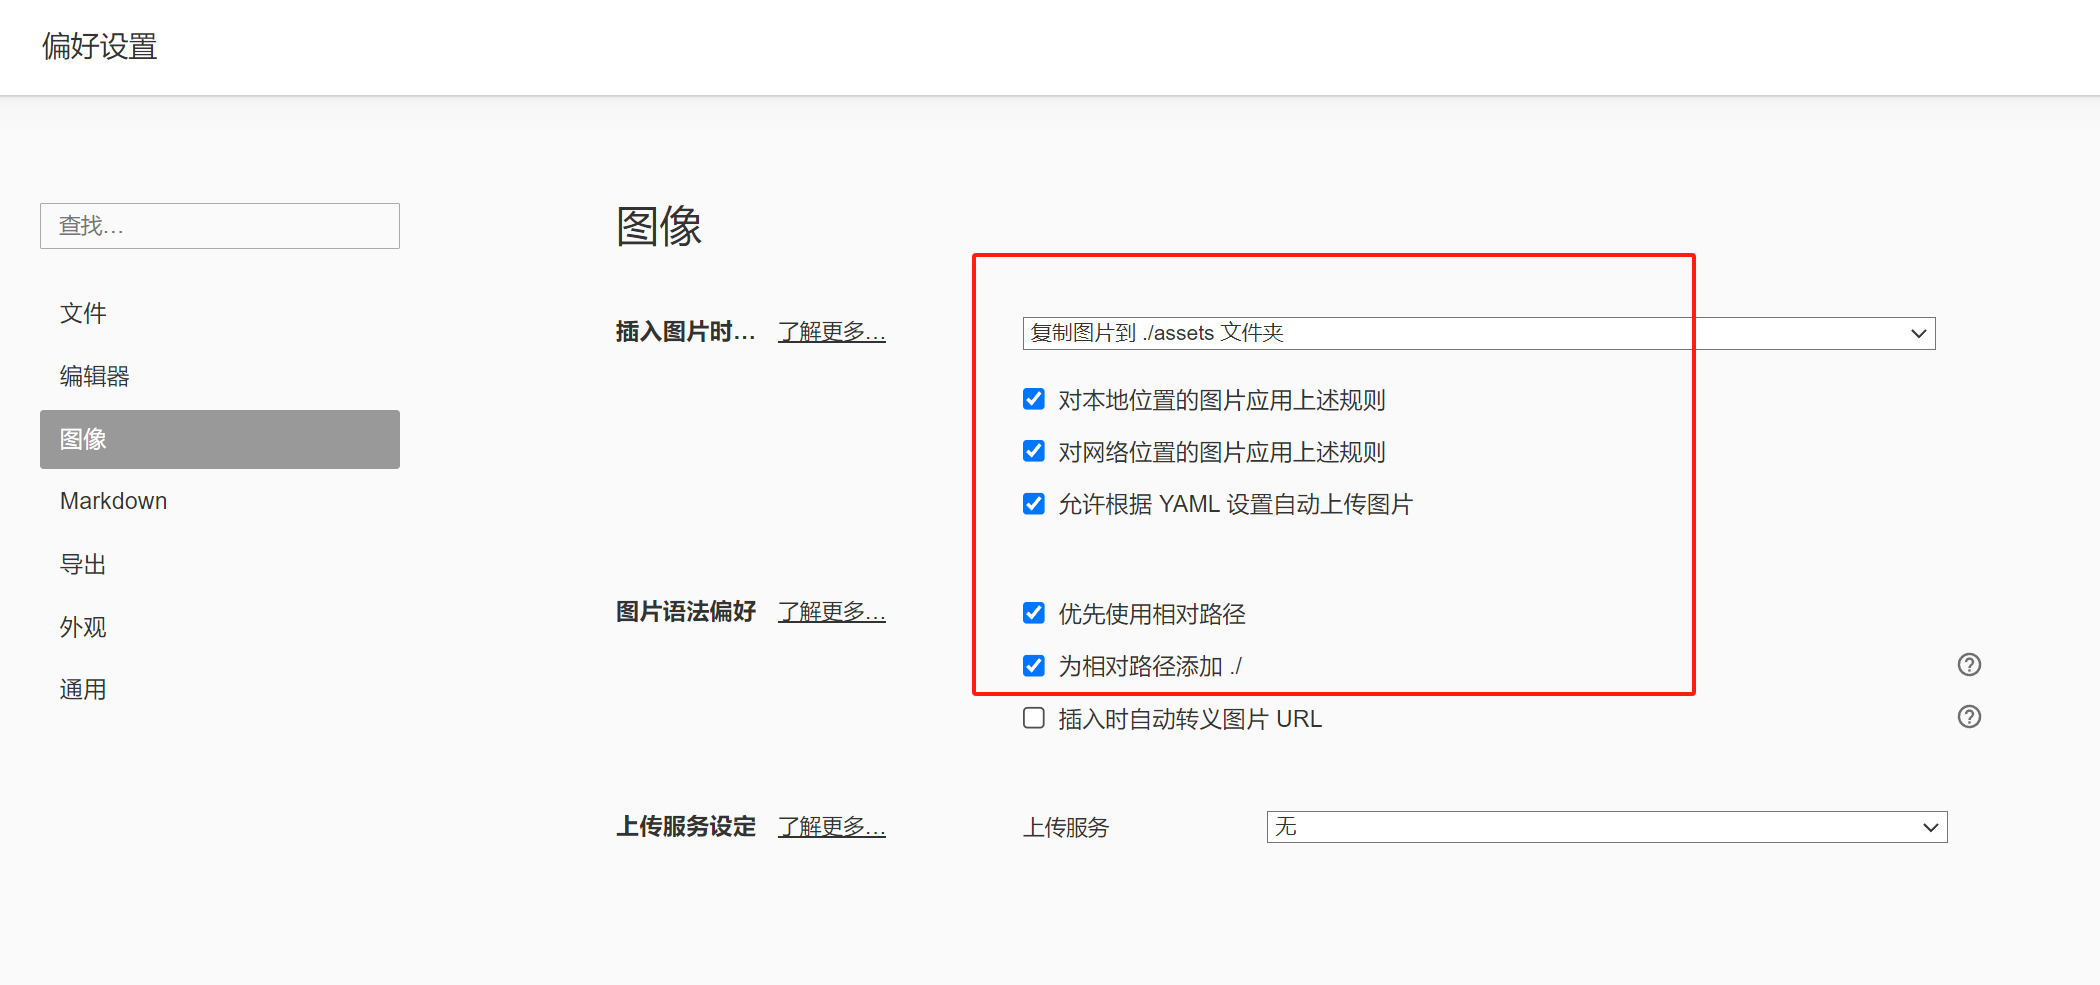 偏好设置
查找...
文件
编辑器
图像
Markdown
导出
外观
通用
图像
插入图片时... 了解更多... 复制图片到 ./assets 文件夹
对本地位置的图片应用上述规则
对网络位置的图片应用上述规则
允许根据 YAML 设置自动上传图片
图片语法偏好 了解更多... 优先使用相对路径
为相对路径添加 ./
插入时自动转义图片 URL
上传服务设定 了解更多... 上传服务 无